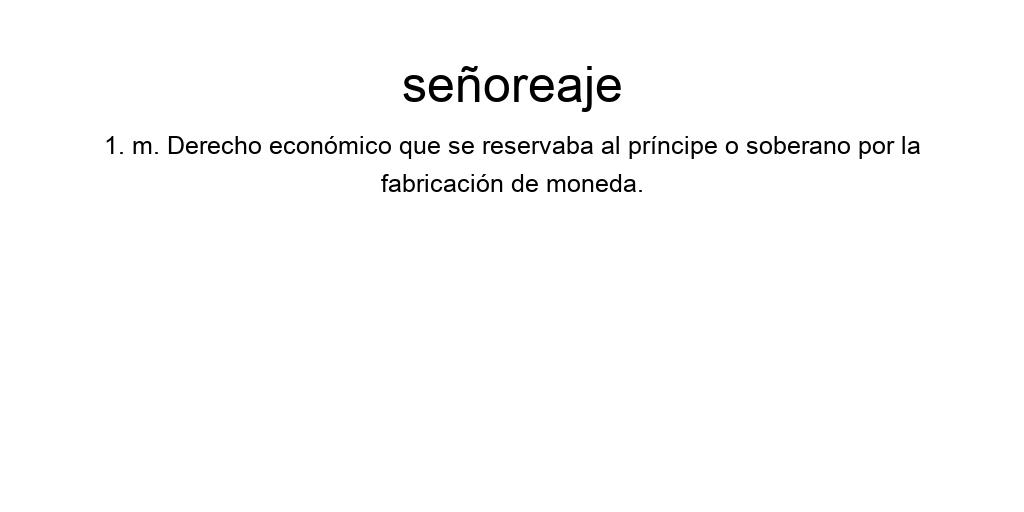 señoreaje
1. m. Derecho económico que se reservaba al príncipe o soberano por la
fabricación de moneda.